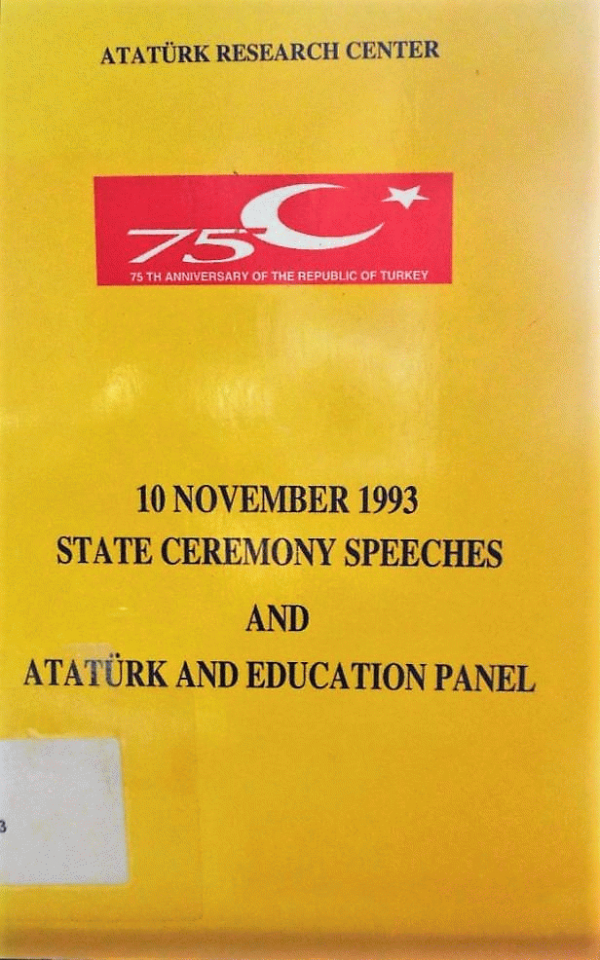 ATATÜRK RESEARCH CENTER
75
75 TH ANNIVERSARY OF THE REPUBLIC OF TURKEY
10 NOVEMBER 1993
STATE CEREMONY SPEECHES
AND
ATATÜRK AND EDUCATION PANEL
3